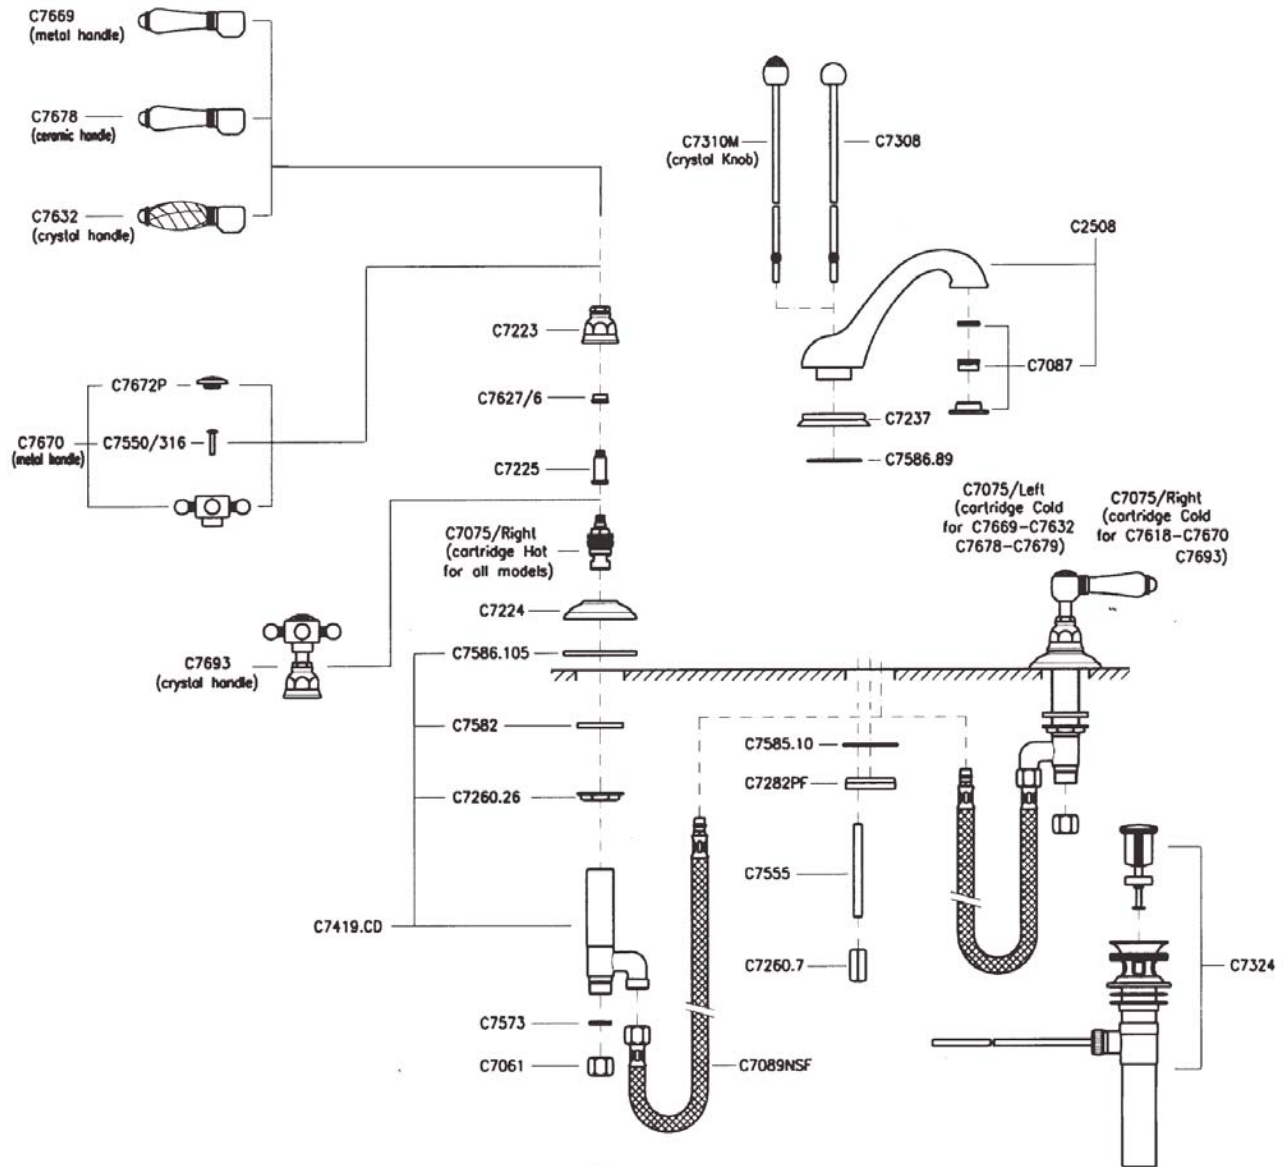 C7669
(metal handle)
C7678
(ceramic handle)
C7632
(crystal handle)
C7310M
(crystal Knob)
C7308
C2508
C7223
C7087
C7672P
C7627/6
C7237
C7670
(metal handle)
C7550/316
C7586.89
C7225
C7075/Left
(cartridge Cold
for C7669-C7632
C7678-C7679)
C7075/Right
(cartridge Cold
for C7618-C7670
C7693)
C7075/Right
(cartridge Hot
for all models)
C7224
C7693
(crystal handle)
C7586.105
C7582
C7585.10
C7282PF
C7260.26
C7555
C7419.CD
C7260.7
C7324
C7573
C7061
C7089NSF